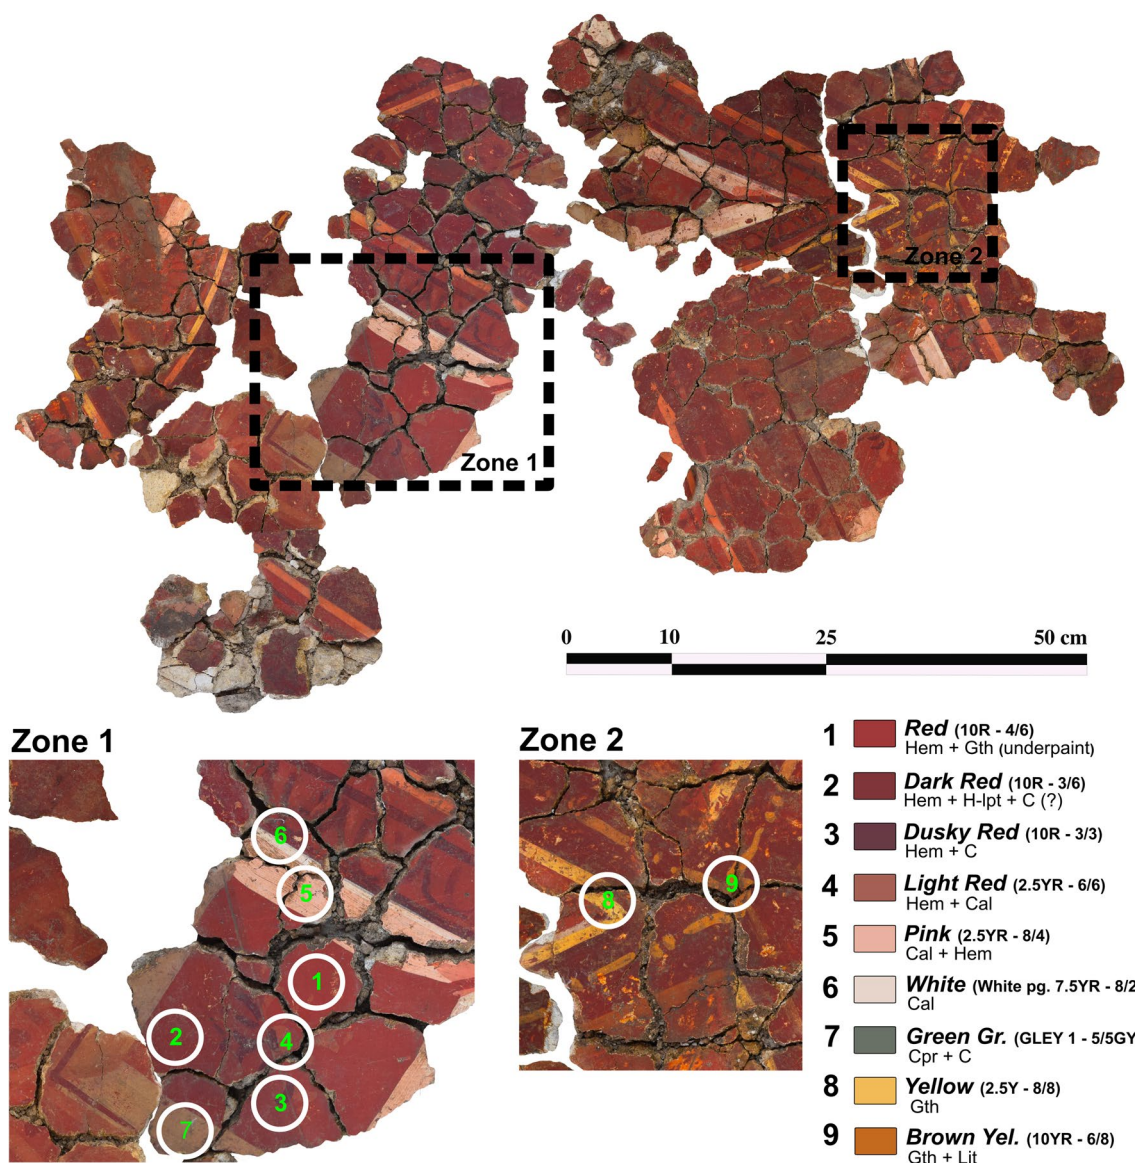 Zone 2
Zone 1
0 10 25 50 cm
Zone 1
Zone 2
6
5
1
2
4
3
7
8
9
1 Red (10R - 4/6)
Hem + Gth (underpaint)
2 Dark Red (10R - 3/6)
Hem + H-lpt + C (?)
3 Dusky Red (10R - 3/3)
Hem + C
4 Light Red (2.5YR - 6/6)
Hem + Cal
5 Pink (2.5YR - 8/4)
Cal + Hem
6 White (White pg. 7.5YR - 8/2
Cal
7 Green Gr. (GLEY 1 - 5/5GY
Cpr + C
8 Yellow (2.5Y - 8/8)
Gth
9 Brown Yel. (10YR - 6/8)
Gth + Lit